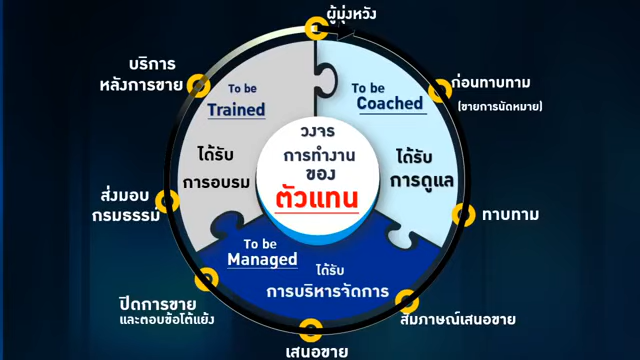 ผู้มุ่งหวัง
ก่อนทาบทาม
(ขายการนัดหมาย)
ทาบทาม
สัมภาษณ์เสนอขาย
เสนอขาย
ปิดการขาย
และตอบข้อโต้แย้ง
ส่งมอบ
กรมธรรม์
บริการ
หลังการขาย
To be
Trained
ได้รับ
การอบรม
To be
Coached
ได้รับ
การดูแล
To be
Managed
ได้รับ
การบริหารจัดการ
วงจร
การทำงาน
ของ
ตัวแทน